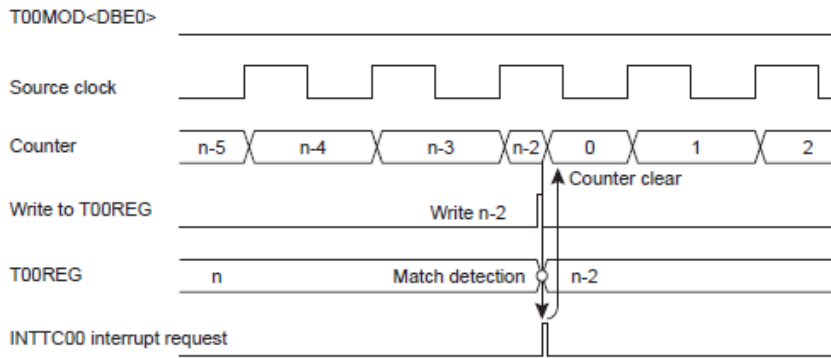 T00MOD<DBE0>
Source clock
Counter n-5 n-4 n-3 n-2 0 1 2
Counter clear
Write to T00REG Write n-2
T00REG n Match detection n-2
INTTC00 interrupt request